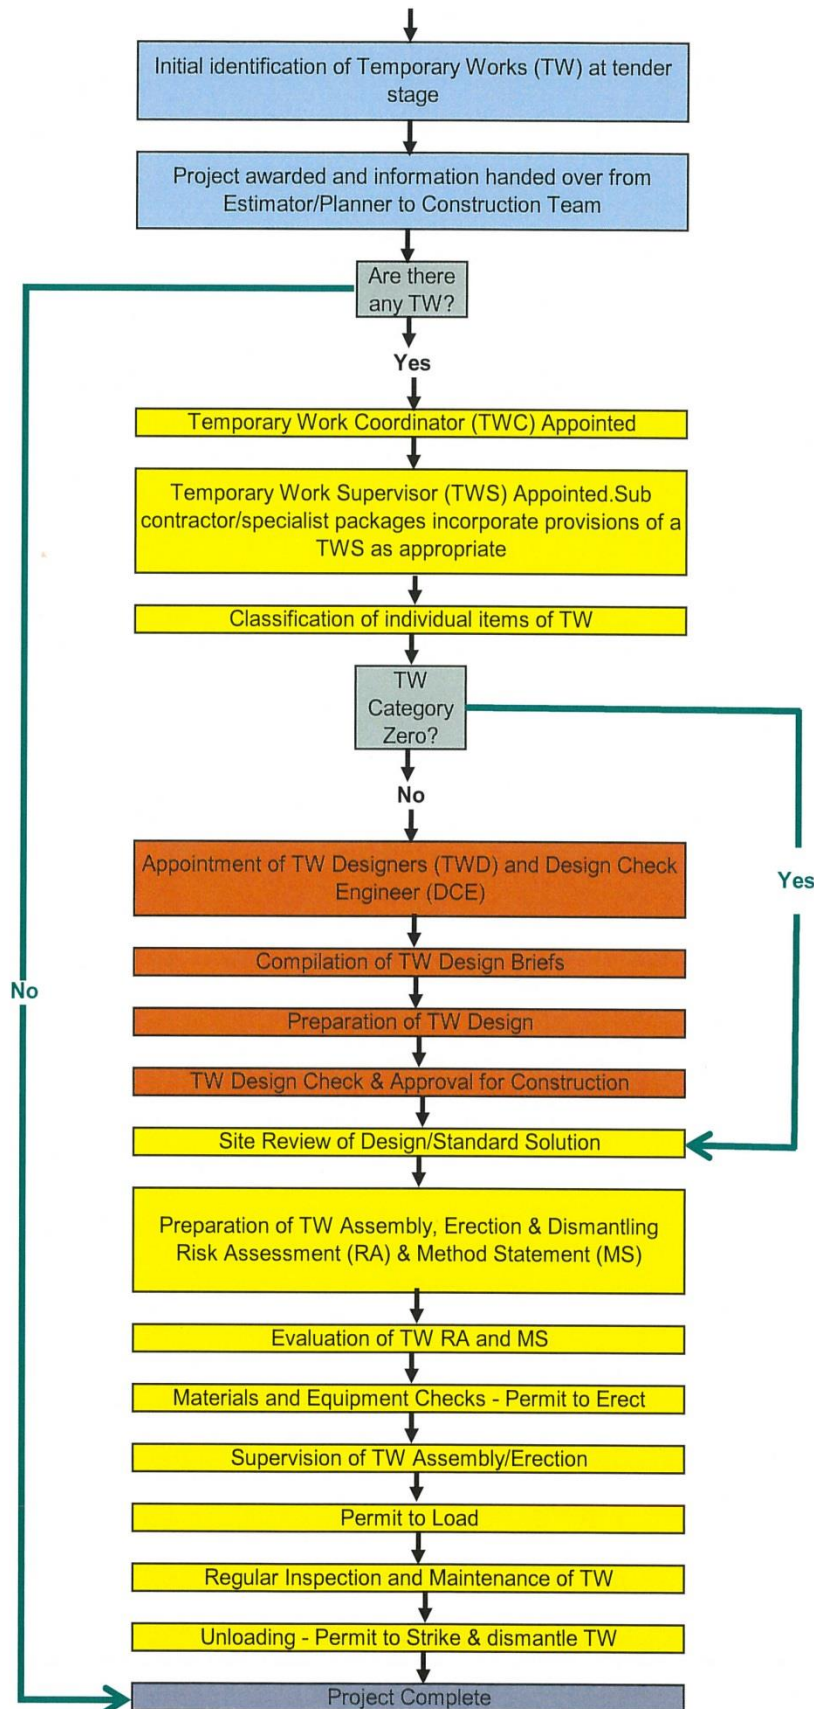 Initial identification of Temporary Works (TW) at tender
stage
Project awarded and information handed over from
Estimator/Planner to Construction Team
Are there
any TW?
Yes
Temporary Work Coordinator (TWC) Appointed
Temporary Work Supervisor (TWS) Appointed.Sub
contractor/specialist packages incorporate provisions of a
TWS as appropriate
Classification of individual items of TW
TW
Category
Zero?
No
Appointment of TW Designers (TWD) and Design Check
Engineer (DCE)
Yes
Compilation of TW Design Briefs
No
Preparation of TW Design
TW Design Check & Approval for Construction
Site Review of Design/Standard Solution
Preparation of TW Assembly, Erection & Dismantling
Risk Assessment (RA) & Method Statement (MS)
Evaluation of TW RA and MS
Materials and Equipment Checks - Permit to Erect
Supervision of TW Assembly/Erection
Permit to Load
Regular Inspection and Maintenance of TW
Unloading - Permit to Strike & dismantle TW
Project Complete